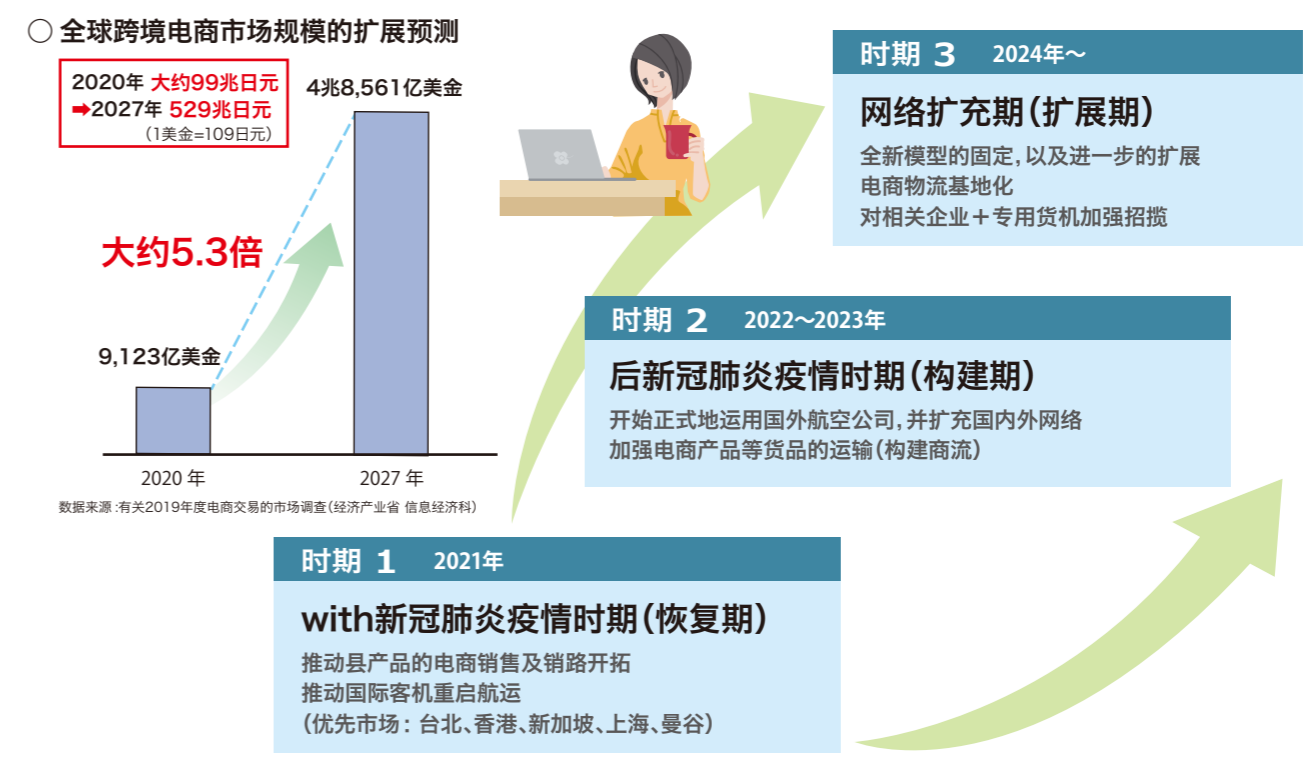 ○ 全球跨境电商市场规模的扩展预测
2020年 大约99兆日元
➡2027年 529兆日元
（1美金=109日元）
4兆8,561亿美金
大约5.3倍
9,123亿美金
2020 年
2027 年
数据来源:有关2019年度电商交易的市场调查（经济产业省 信息经济科）
时期 1 2021年
with新冠肺炎疫情时期（恢复期）
推动县产品的电商销售及销路开拓
推动国际客机重启航运
（优先市场：台北、香港、新加坡、上海、曼谷）
时期 2 2022～2023年
后新冠肺炎疫情时期（构建期）
开始正式地运用国外航空公司，并扩充国内外网络
加强电商产品等货品的运输（构建商流）
时期 3 2024年～
网络扩充期（扩展期）
全新模型的固定，以及进一步的扩展
电商物流基地化
对相关企业＋专用货机加强招揽